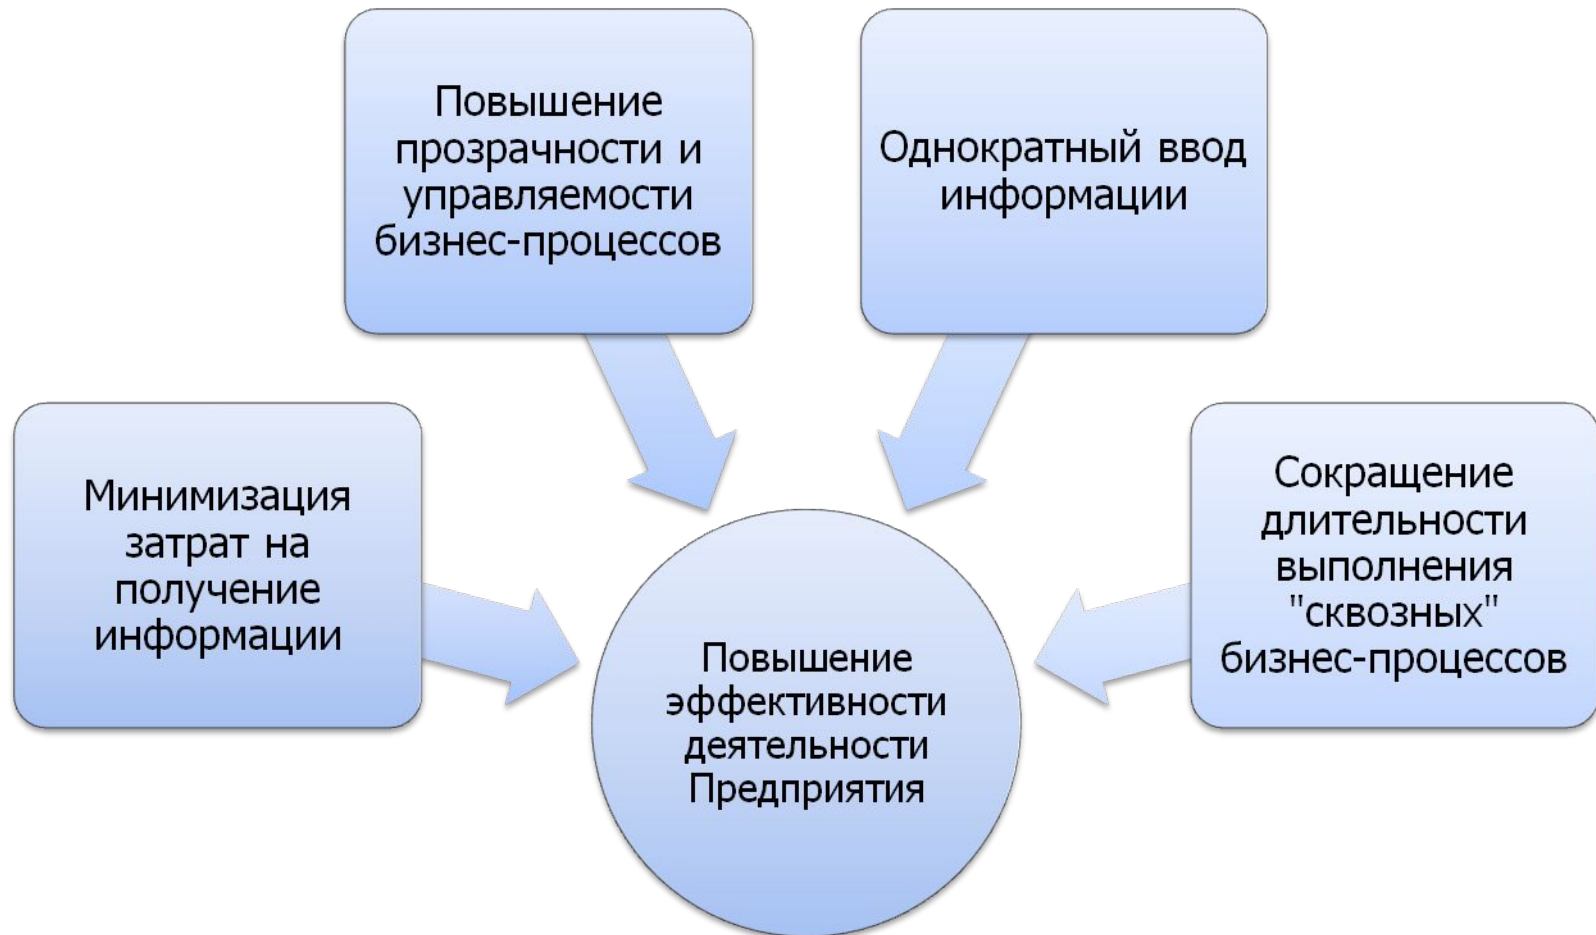 Повышение
прозрачности и
управляемости
бизнес-процессов
Однократный ввод
информации
Минимизация
затрат на
получение
информации
Сокращение
длительности
выполнения
"сквозных"
бизнес-процессов
Повышение
эффективности
деятельности
Предприятия